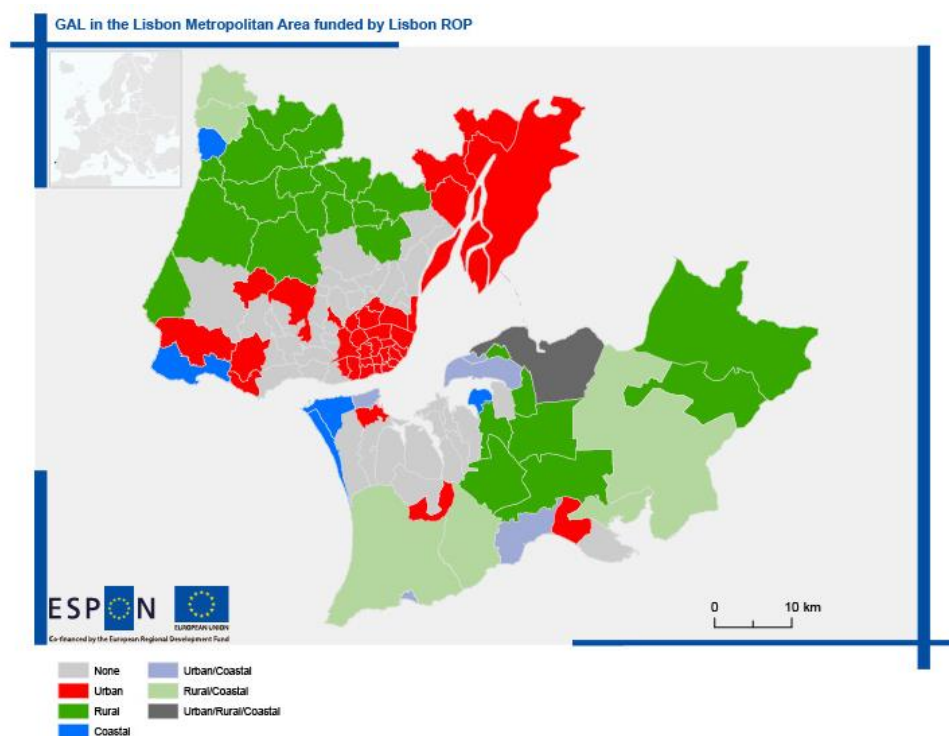 GAL in the Lisbon Metropolitan Area funded by Lisbon ROP
0 10 km
ESPON
EUROPEAN UNION
Co-financed by the European Regional Development Fund
None
Urban
Rural
Coastal
Urban/Coastal
Rural/Coastal
Urban/Rural/Coastal